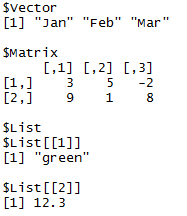 $Vector
[1] "Jan" "Feb" "Mar"
$Matrix
[,1] [,2] [,3]
[1,] 3 5 -2
[2,] 9 1 8
$List
$List[[1]]
[1] "green"
$List[[2]]
[1] 12.3